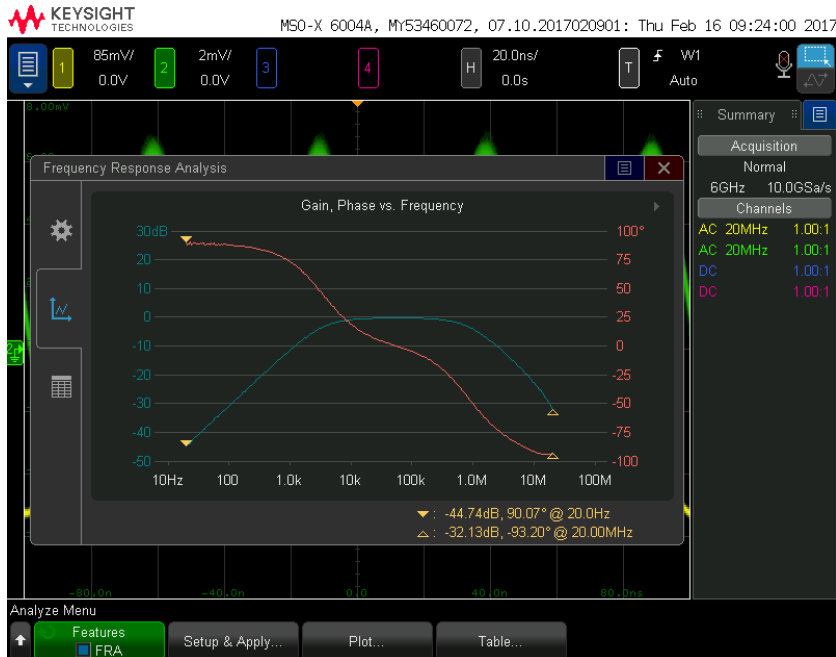 KEYSIGHT
TECHNOLOGIES
MSO-X 6004A, MY53460072, 07.10.2017020901: Thu Feb 16 09:24:00 2017
1 85mV/ 2 2mV/ 3 4 H 20.0ns/ T W1
0.0V 0.0V 0.0s Auto
8.00mV
Summary
Acquisition
Normal
6GHz 10.0GSa/s
Channels
AC 20MHz 1.00:1
AC 20MHz 1.00:1
DC 1.00:1
DC 1.00:1
Frequency Response Analysis
Gain, Phase vs. Frequency
30dB 100°
20 75
10 50
0 25
-10 0
-20 -25
-30 -50
-40 -75
-50 -100
10Hz 100 1.0k 10k 100k 1.0M 10M 100M
: -44.74dB, 90.07° @ 20.0Hz
: -32.13dB, -93.20° @ 20.00MHz
2
-80.0n -40.0n 0.0 40.0n 80.0ns
Analyze Menu
Features
FRA
Setup & Apply...
Plot...
Table...